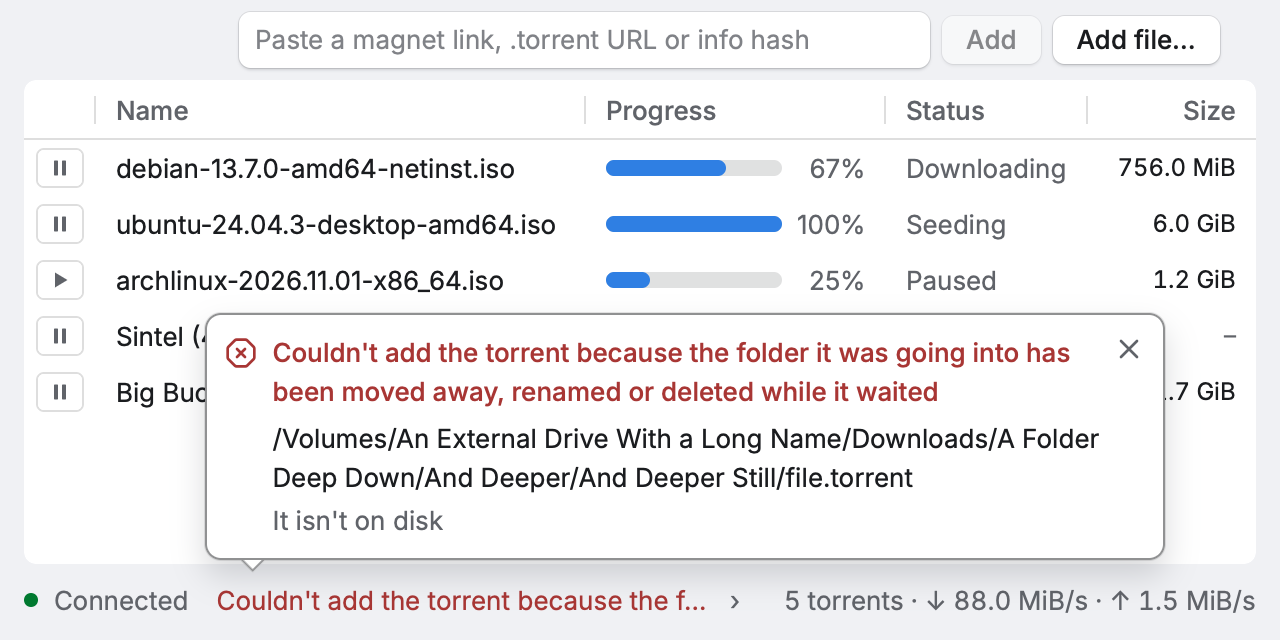 Paste a magnet link, .torrent URL or info hash
Add
Add file...
Name
Progress
Status
Size
debian-13.7.0-amd64-netinst.iso
67%
Downloading
756.0 MiB
ubuntu-24.04.3-desktop-amd64.iso
100%
Seeding
6.0 GiB
archlinux-2026.11.01-x86_64.iso
25%
Paused
1.2 GiB
Sintel
–
Couldn't add the torrent because the folder it was going into has
been moved away, renamed or deleted while it waited
Big
.7 GiB
/Volumes/An External Drive With a Long Name/Downloads/A Folder
Deep Down/And Deeper/And Deeper Still/file.torrent
It isn't on disk
Connected
Couldn't add the torrent because the f...
5 torrents · ↓ 88.0 MiB/s · ↑ 1.5 MiB/s